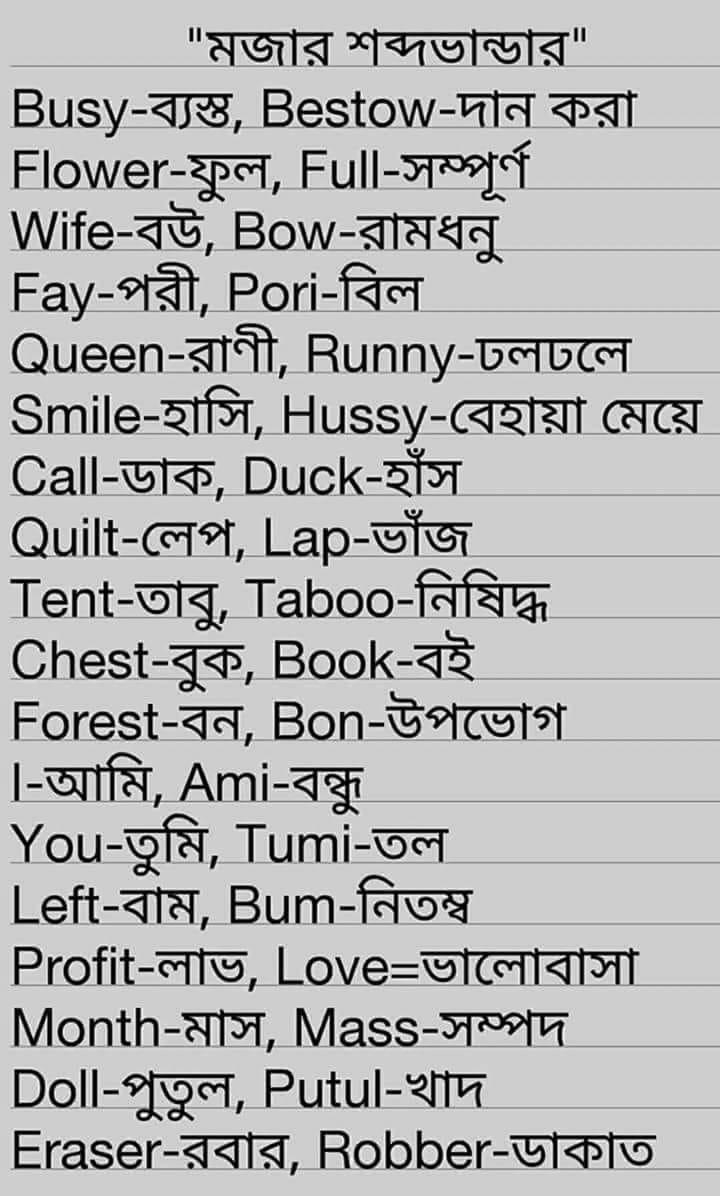 "মজার শব্দভান্ডার"
Busy-ব্যস্ত, Bestow-দান করা
Flower-ফুল, Full-সম্পূর্ণ
Wife-বউ, Bow-রামধনু
Fay-পরী, Pori-বিল
Queen-রাণী, Runny-ঢলঢলে
Smile-হাসি, Hussy-বেহায়া মেয়ে
Call-ডাক, Duck-হাঁস
Quilt-লেপ, Lap-ভাঁজ
Tent-তাবু, Taboo-নিষিদ্ধ
Chest-বুক, Book-বই
Forest-বন, Bon-উপভোগ
I-আমি, Ami-বন্ধু
You-তুমি, Tumi-তল
Left-বাম, Bum-নিতম্ব
Profit-লাভ, Love=ভালোবাসা
Month-মাস, Mass-সম্পদ
Doll-পুতুল, Putul-খাদ
Eraser-রবার, Robber-ডাকাত